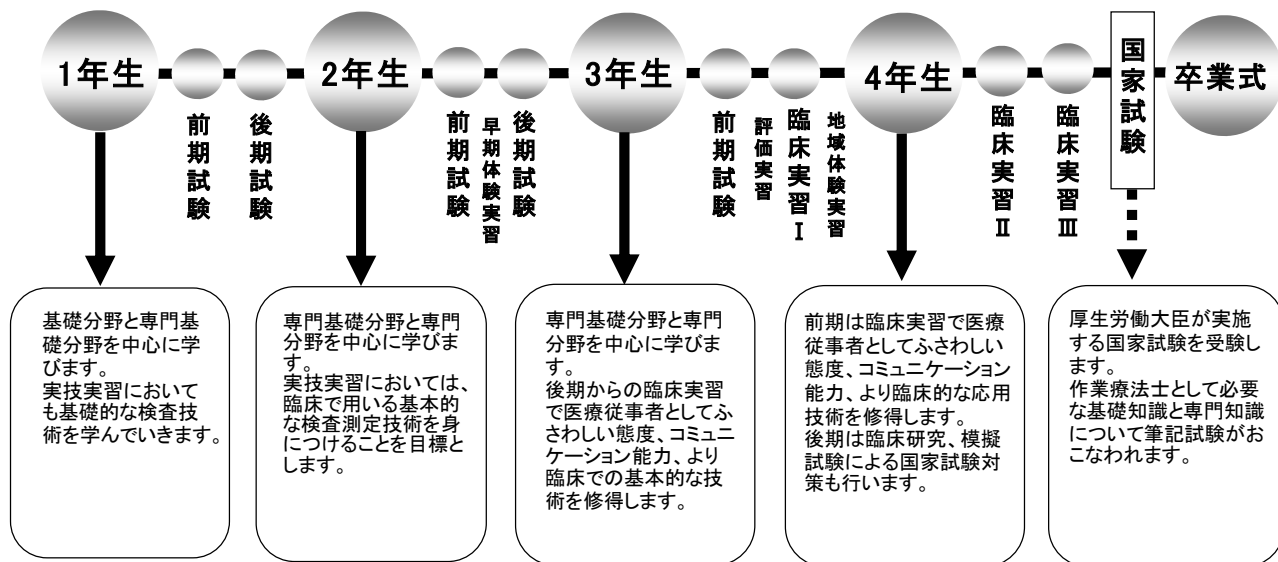 1年生
前期試験
後期試験
2年生
前期試験
早期体験実習
後期試験
3年生
前期試験
評価実習
臨床実習Ⅰ
地域体験実習
4年生
臨床実習Ⅱ
臨床実習Ⅲ
国家試験
卒業式
基礎分野と専門基
礎分野を中心に学
びます。
実技実習において
も基礎的な検査技
術を学んでいきます。
専門基礎分野と専門
分野を中心に学びま
す。
実技実習においては、
臨床で用いる基本的
な検査測定技術を身
につけることを目標と
します。
専門基礎分野と専門
分野を中心に学びま
す。
後期からの臨床実習
で医療従事者としてふ
さわしい態度、コミュニ
ケーション能力、より
臨床での基本的な技
術を修得します。
前期は臨床実習で医療
従事者としてふさわしい
態度、コミュニケーション
能力、より臨床的な応用
技術を修得します。
後期は臨床研究、模擬
試験による国家試験対
策も行います。
厚生労働大臣が実施
する国家試験を受験し
ます。
作業療法士として必要
な基礎知識と専門知識
について筆記試験がお
こなわれます。